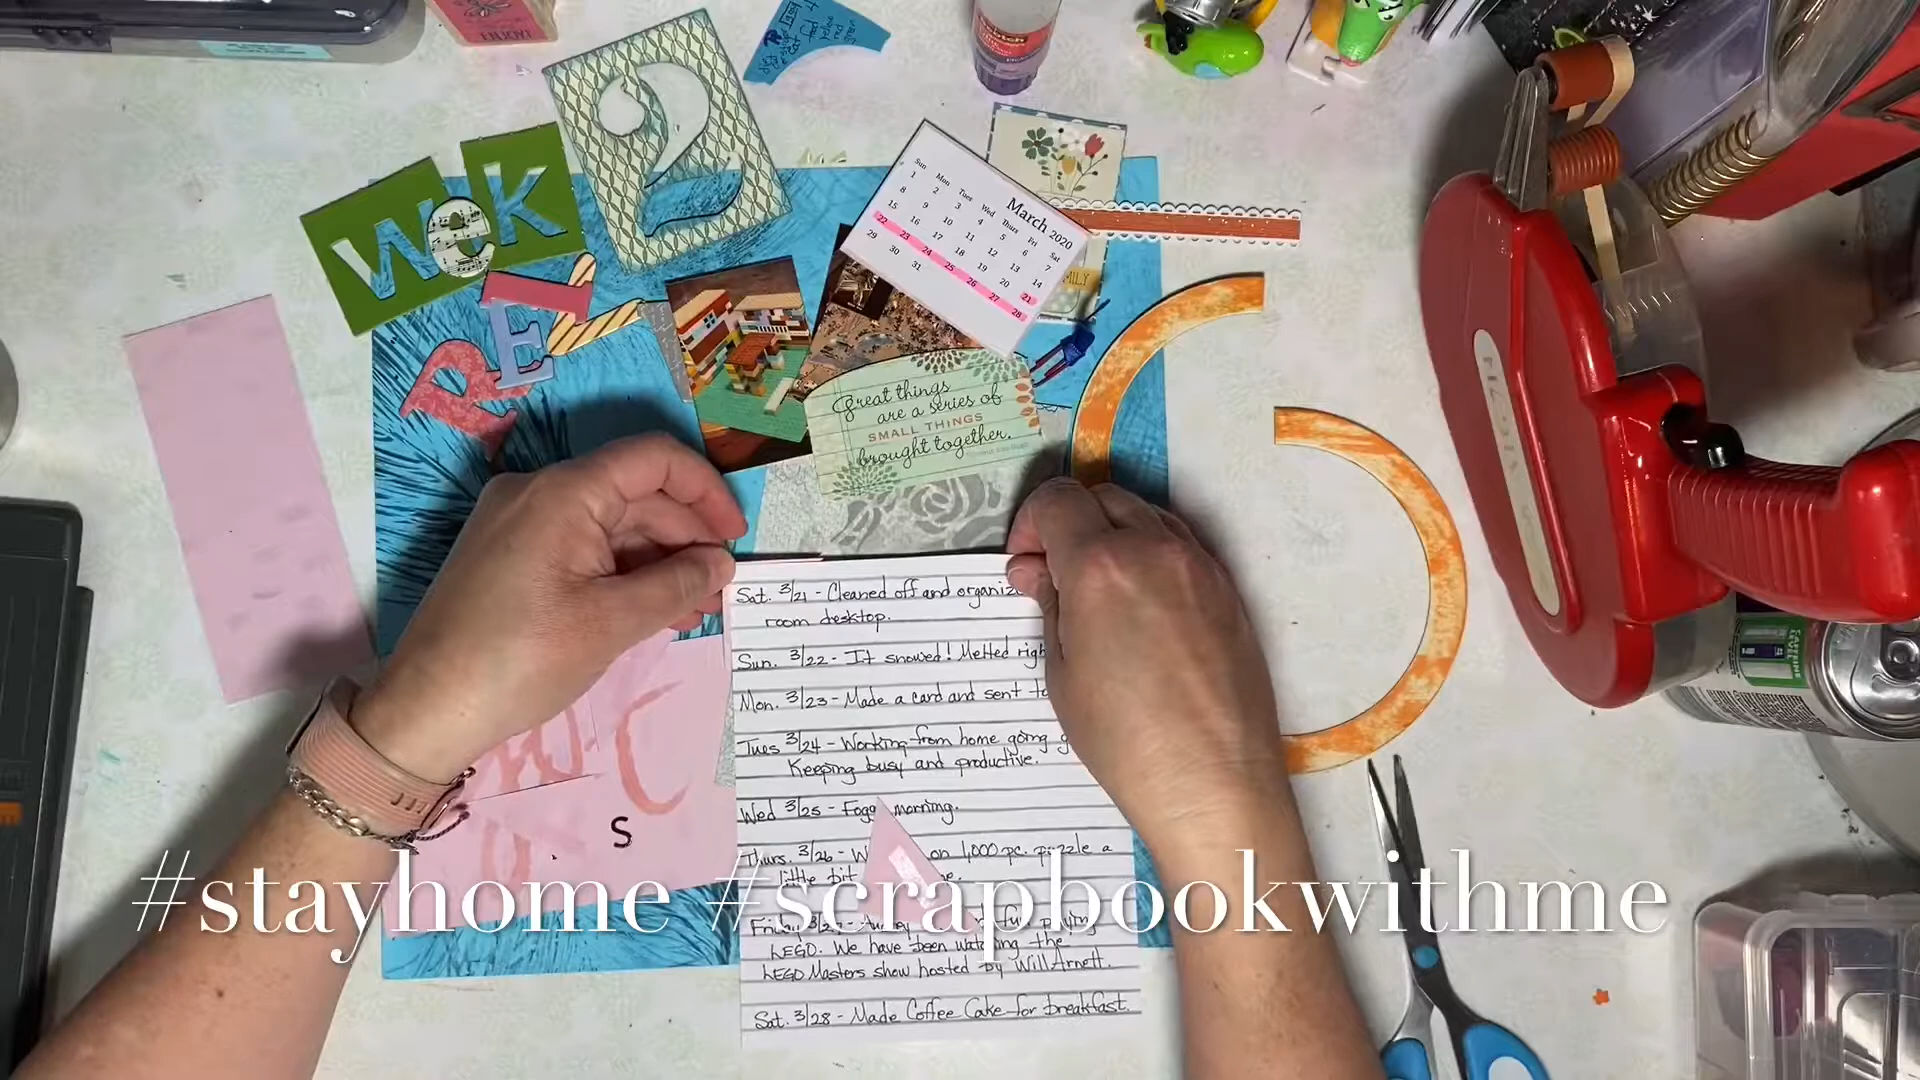 ENJOY!
Week
2
REL
March 2020
Sun Mon Tues Wed Thurs Fri Sat
1 2 3 4 5 6 7
8 9 10 11 12 13 14
15 16 17 18 19 20 21
22 23 24 25 26 27 28
29 30 31
Great things
are a series of
SMALL THINGS
brought together.
Sat. 3/21 - Cleaned off and
room desktop.
Sun. 3/22 - It snowed! Melted
Mon. 3/23 - Made a card and sent to
Tues 3/24 - Working from home going
Keeping busy and productive.
Wed 3/25 - morning.
Thurs. 3/26 - on 1,000 pc. puzzle a
little bit
Friday playing
LEGO. We have been watching the
LEGO Masters show hosted by Will Arnett.
Sat. 3/28 - Made Coffee Cake for breakfast.
s
#stayhome #scrapbookwithme